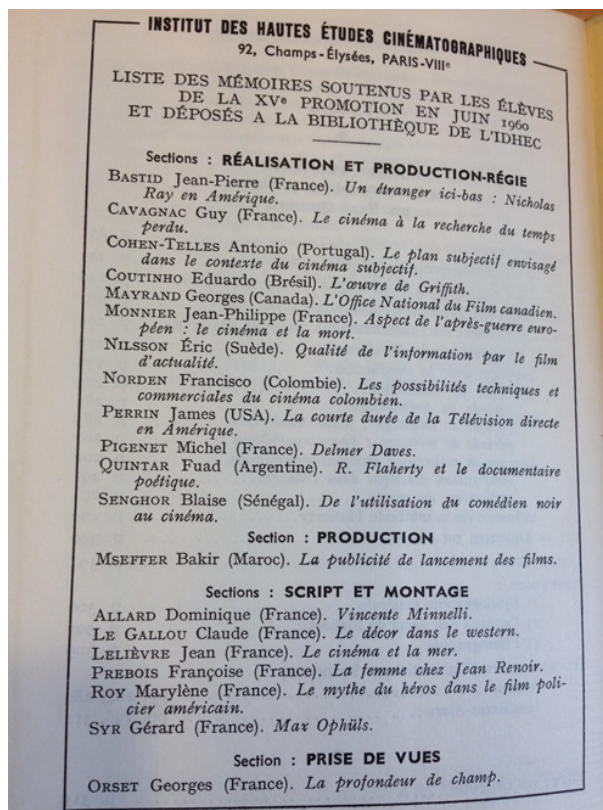 INSTITUT DES HAUTES ÉTUDES CINÉMATOGRAPHIQUES
92, Champs-Élysées, PARIS-VIIIe
LISTE DES MÉMOIRES SOUTENUS PAR LES ÉLÈVES
DE LA XVe PROMOTION EN JUIN 1960
ET DÉPOSÉS A LA BIBLIOTHÈQUE DE L'IDHEC
Sections : RÉALISATION ET PRODUCTION-RÉGIE
BASTID Jean-Pierre (France). Un étranger ici-bas : Nicholas
Ray en Amérique.
CAVAGNAC Guy (France). Le cinéma à la recherche du temps
perdu.
COHEN-TELLES Antonio (Portugal). Le plan subjectif envisagé
dans le contexte du cinéma subjectif.
COUTINHO Eduardo (Brésil). L'œuvre de Griffith.
MAYRAND Georges (Canada). L'Office National du Film canadien.
MONNIER Jean-Philippe (France). Aspect de l'après-guerre euro-
péen : le cinéma et la mort.
NILSSON Éric (Suède). Qualité de l'information par le film
d'actualité.
NORDEN Francisco (Colombie). Les possibilités techniques et
commerciales du cinéma colombien.
PERRIN James (USA). La courte durée de la Télévision directe
en Amérique.
PIGENET Michel (France). Delmer Daves.
QUINTAR Fuad (Argentine). R. Flaherty et le documentaire
poétique.
SENGHOR Blaise (Sénégal). De l'utilisation du comédien noir
au cinéma.
Section : PRODUCTION
MSEFFER Bakir (Maroc). La publicité de lancement des films.
Sections : SCRIPT ET MONTAGE
ALLARD Dominique (France). Vincente Minnelli.
LE GALLOU Claude (France). Le décor dans le western.
LELIÈVRE Jean (France). Le cinéma et la mer.
PREBOIS Françoise (France). La femme chez Jean Renoir.
ROY Marylène (France). Le mythe du héros dans le film poli-
cier américain.
SYR Gérard (France). Max Ophüls.
Section : PRISE DE VUES
ORSET Georges (France). La profondeur de champ.